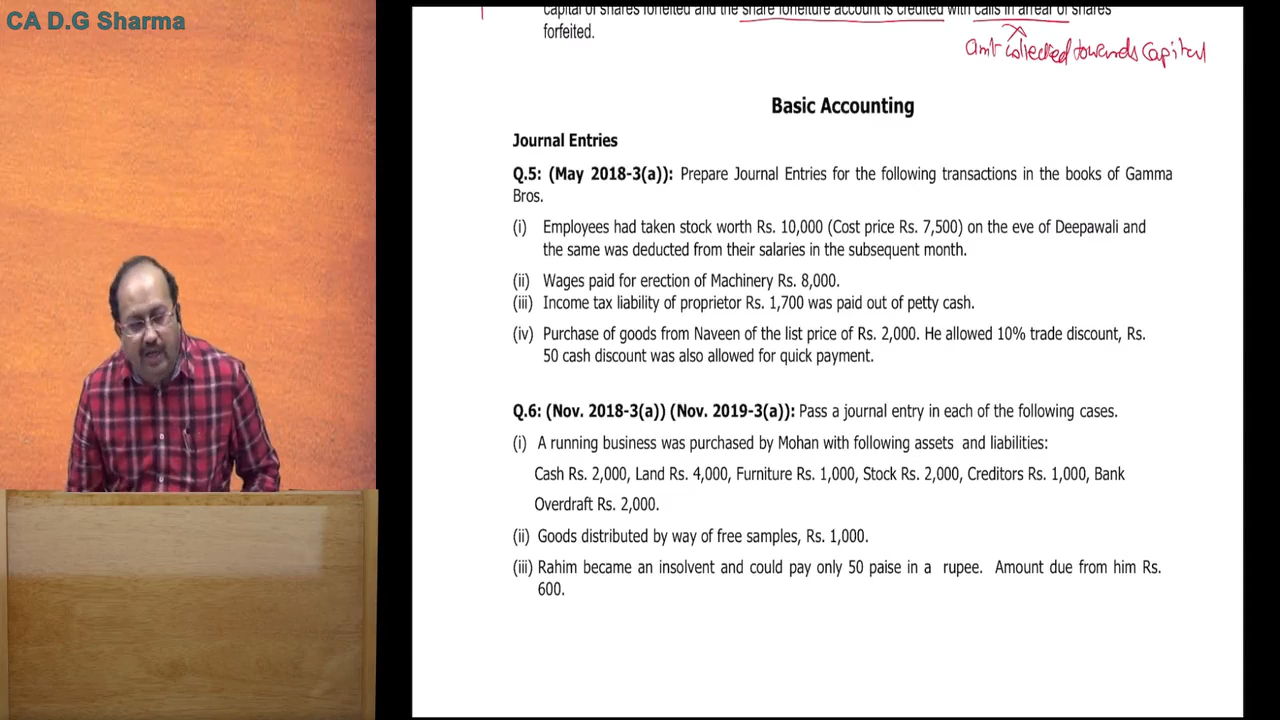 CA D.G Sharma
capital of shares forfeited and the share forfeiture account is credited with calls in arrear of shares
forfeited.
amt collected towards Capital
Basic Accounting
Journal Entries
Q.5: (May 2018-3(a)): Prepare Journal Entries for the following transactions in the books of Gamma
Bros.
(i) Employees had taken stock worth Rs. 10,000 (Cost price Rs. 7,500) on the eve of Deepawali and
the same was deducted from their salaries in the subsequent month.
(ii) Wages paid for erection of Machinery Rs. 8,000.
(iii) Income tax liability of proprietor Rs. 1,700 was paid out of petty cash.
(iv) Purchase of goods from Naveen of the list price of Rs. 2,000. He allowed 10% trade discount, Rs.
50 cash discount was also allowed for quick payment.
Q.6: (Nov. 2018-3(a)) (Nov. 2019-3(a)): Pass a journal entry in each of the following cases.
(i) A running business was purchased by Mohan with following assets and liabilities:
Cash Rs. 2,000, Land Rs. 4,000, Furniture Rs. 1,000, Stock Rs. 2,000, Creditors Rs. 1,000, Bank
Overdraft Rs. 2,000.
(ii) Goods distributed by way of free samples, Rs. 1,000.
(iii) Rahim became an insolvent and could pay only 50 paise in a rupee. Amount due from him Rs.
600.